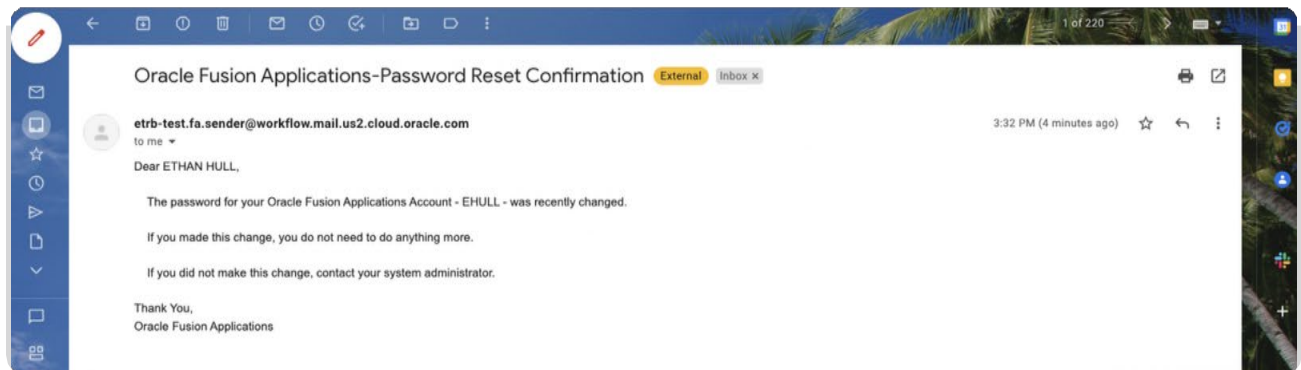 1 of 220
Oracle Fusion Applications-Password Reset Confirmation External Inbox x
etrb-test.fa.sender@workflow.mail.us2.cloud.oracle.com 3:32 PM (4 minutes ago)
to me
Dear ETHAN HULL,
The password for your Oracle Fusion Applications Account - EHULL - was recently changed.
If you made this change, you do not need to do anything more.
If you did not make this change, contact your system administrator.
Thank You,
Oracle Fusion Applications